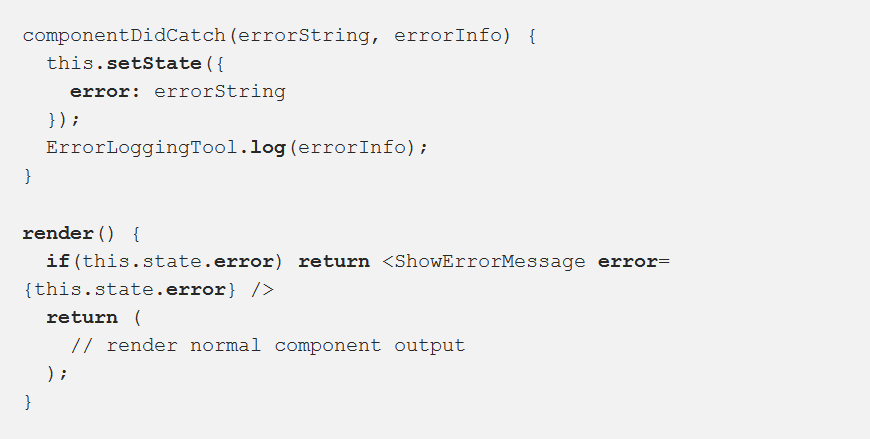 componentDidCatch(errorString, errorInfo) {
  this.setState({
    error: errorString
  });
  ErrorLoggingTool.log(errorInfo);
}

render() {
  if(this.state.error) return <ShowErrorMessage error=
{this.state.error} />
  return (
    // render normal component output
  );
}